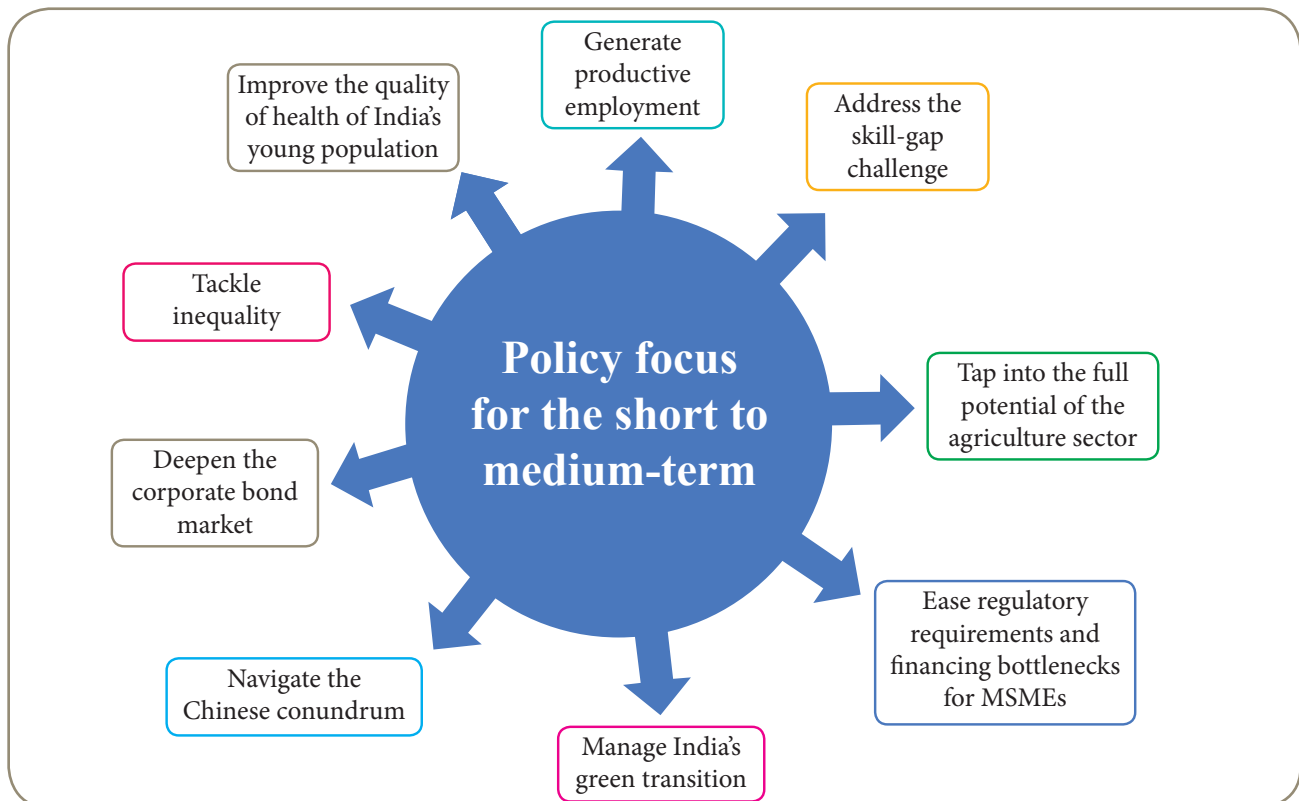 Policy focus
for the short to
medium-term
Generate
productive
employment
Address the
skill-gap
challenge
Tap into the full
potential of the
agriculture sector
Ease regulatory
requirements and
financing bottlenecks
for MSMEs
Manage India’s
green transition
Navigate the
Chinese conundrum
Deepen the
corporate bond
market
Tackle
inequality
Improve the quality
of health of India’s
young population